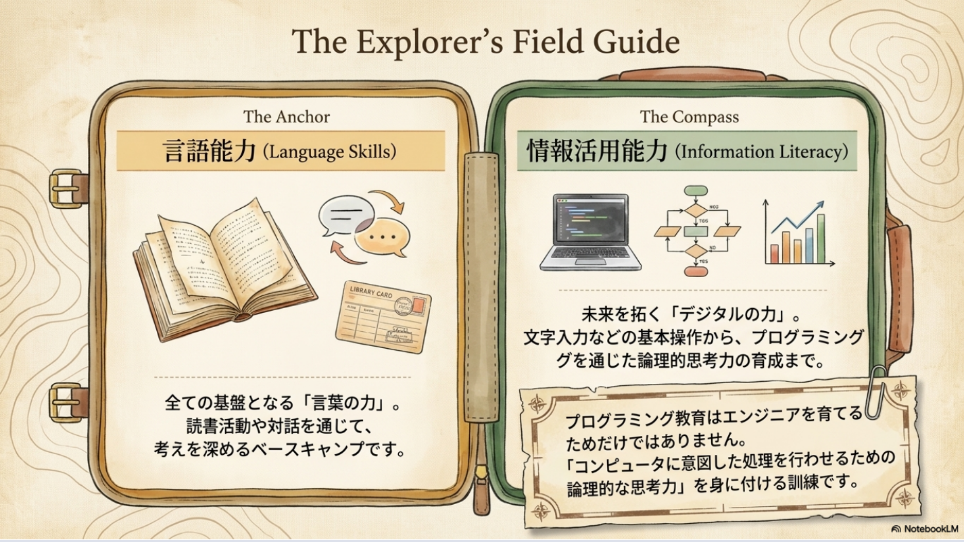 The Explorer's Field Guide
The Anchor
言語能力 (Language Skills)
LIBRARY CARD
全ての基盤となる「言葉の力」。
読書活動や対話を通じて、
考えを深めるベースキャンプです。
The Compass
情報活用能力 (Information Literacy)
NO
YES
未来を拓く「デジタルの力」。
文字入力などの基本操作から、プログラミング
グを通じた論理的思考力の育成まで。
プログラミング教育はエンジニアを育てる
ためだけではありません。
「コンピュータに意図した処理を行わせるための
論理的な思考力」を身に付ける訓練です。
NotebookLM